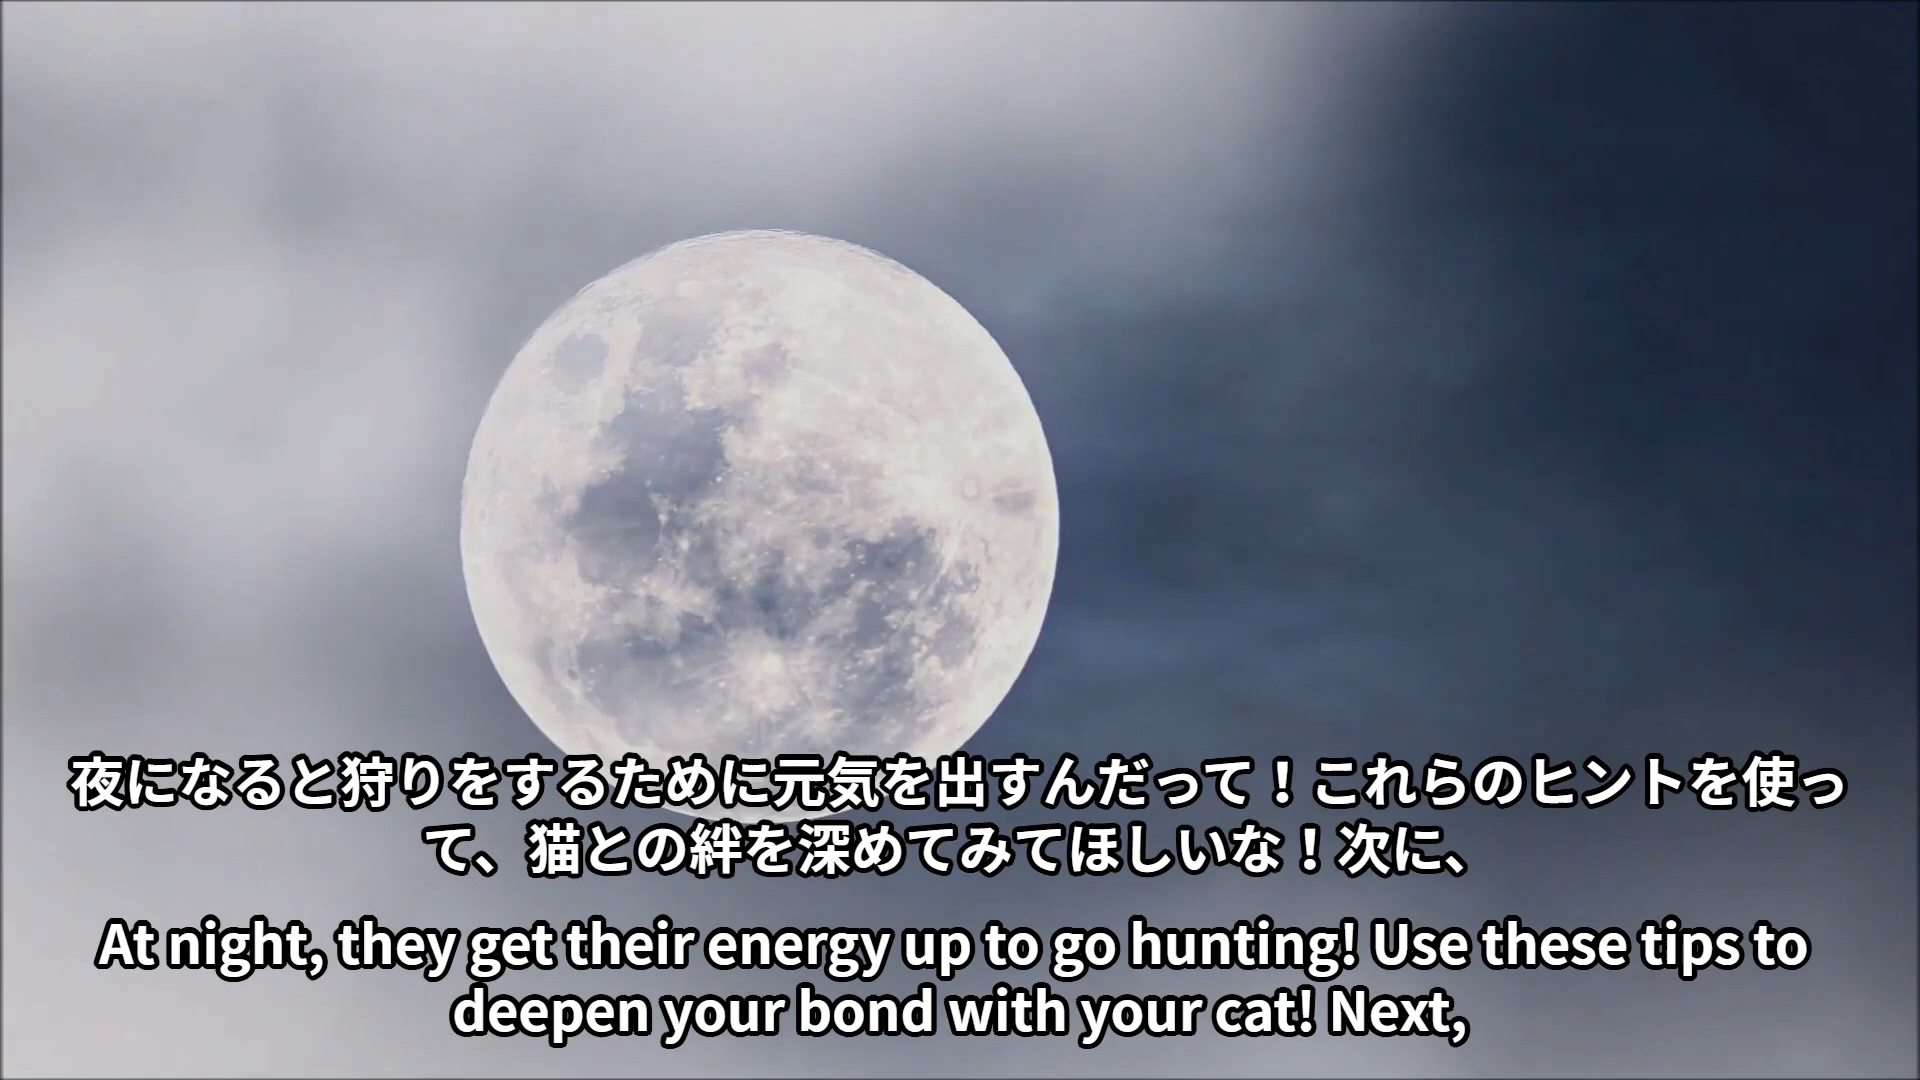 夜になると狩りをするために元気を出すんだって！これらのヒントを使っ
て、猫との絆を深めてみてほしいな！次に、
At night, they get their energy up to go hunting! Use these tips to
deepen your bond with your cat! Next,